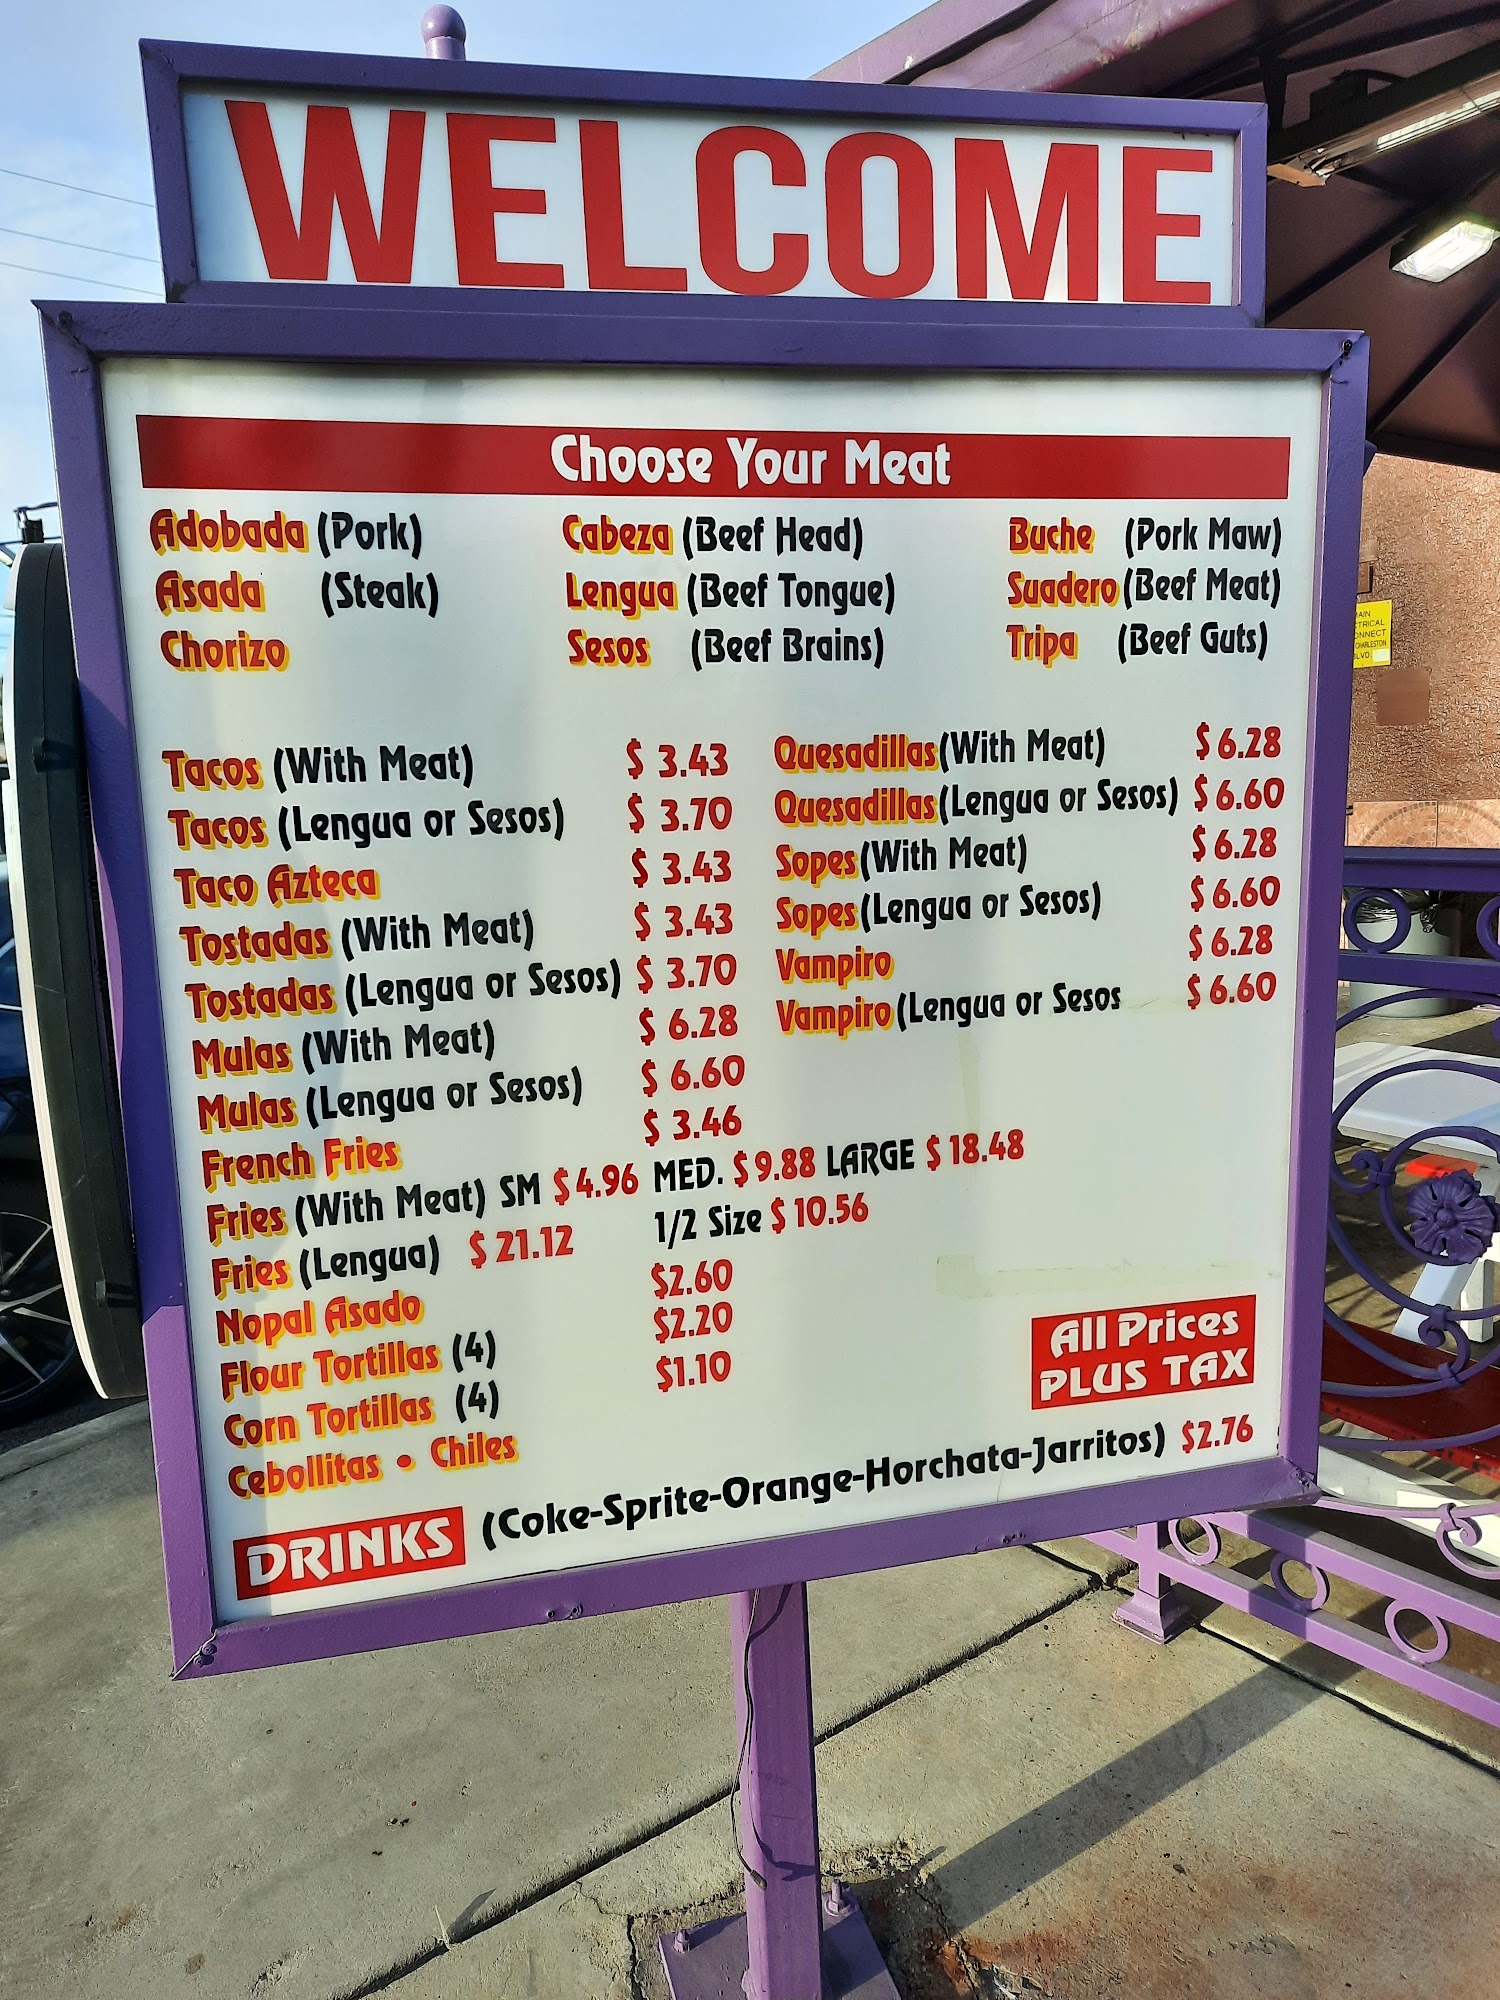 WELCOME
Choose Your Meat
Adobada (Pork) Cabeza (Beef Head) Buche (Pork Maw)
Asada (Steak) Lengua (Beef Tongue) Suadero (Beef Meat)
Chorizo Sesos (Beef Brains) Tripa (Beef Guts)
Tacos (With Meat) $ 3.43
Tacos (Lengua or Sesos) $ 3.70
Taco Azteca $ 3.43
Tostadas (With Meat) $ 3.43
Tostadas (Lengua or Sesos) $ 3.70
Mulas (With Meat) $ 6.28
Mulas (Lengua or Sesos) $ 6.60
French Fries $ 3.46
Fries (With Meat) SM $4.96 MED. $9.88 LARGE $18.48
Fries (Lengua) $21.12 1/2 Size $10.56
Nopal Asado $2.60
Flour Tortillas (4) $2.20
Corn Tortillas (4) $1.10
Cebollitas • Chiles
Quesadillas (With Meat) $6.28
Quesadillas (Lengua or Sesos) $6.60
Sopes (With Meat) $6.28
Sopes (Lengua or Sesos) $6.60
Vampiro $6.28
Vampiro (Lengua or Sesos $6.60
All Prices
PLUS TAX
DRINKS (Coke-Sprite-Orange-Horchata-Jarritos) $2.76
AIN
TRICAL
ONNECT
CHARLESTON
LVD